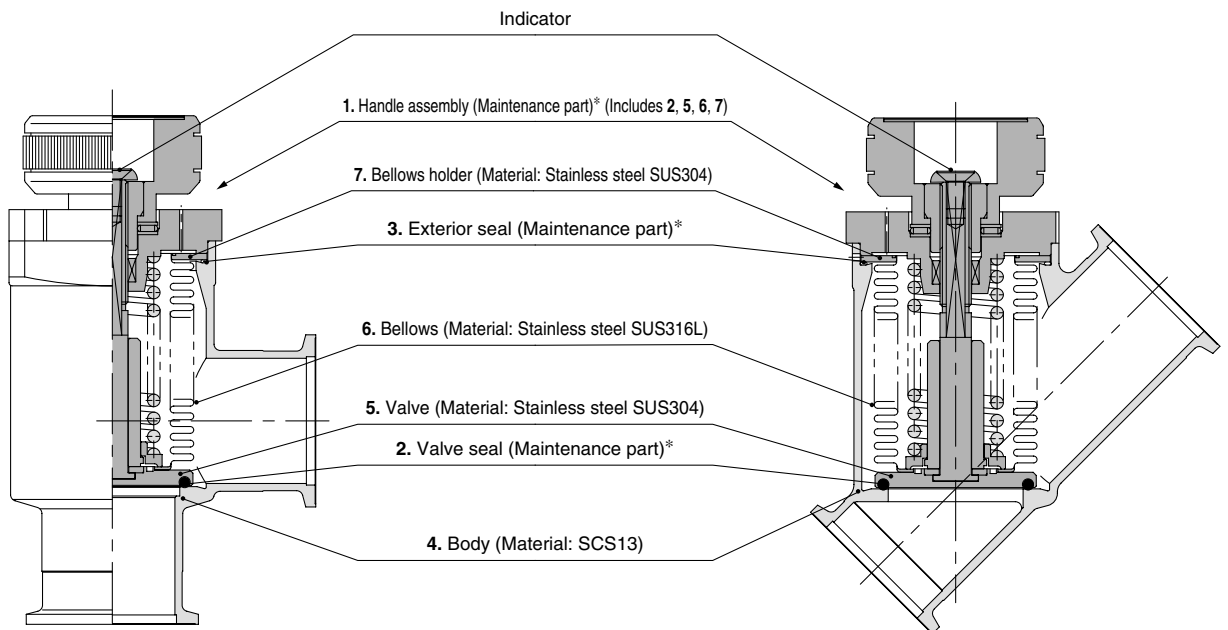 Indicator
1. Handle assembly (Maintenance part)* (Includes 2, 5, 6, 7)
7. Bellows holder (Material: Stainless steel SUS304)
3. Exterior seal (Maintenance part)*
6. Bellows (Material: Stainless steel SUS316L)
5. Valve (Material: Stainless steel SUS304)
2. Valve seal (Maintenance part)*
4. Body (Material: SCS13)